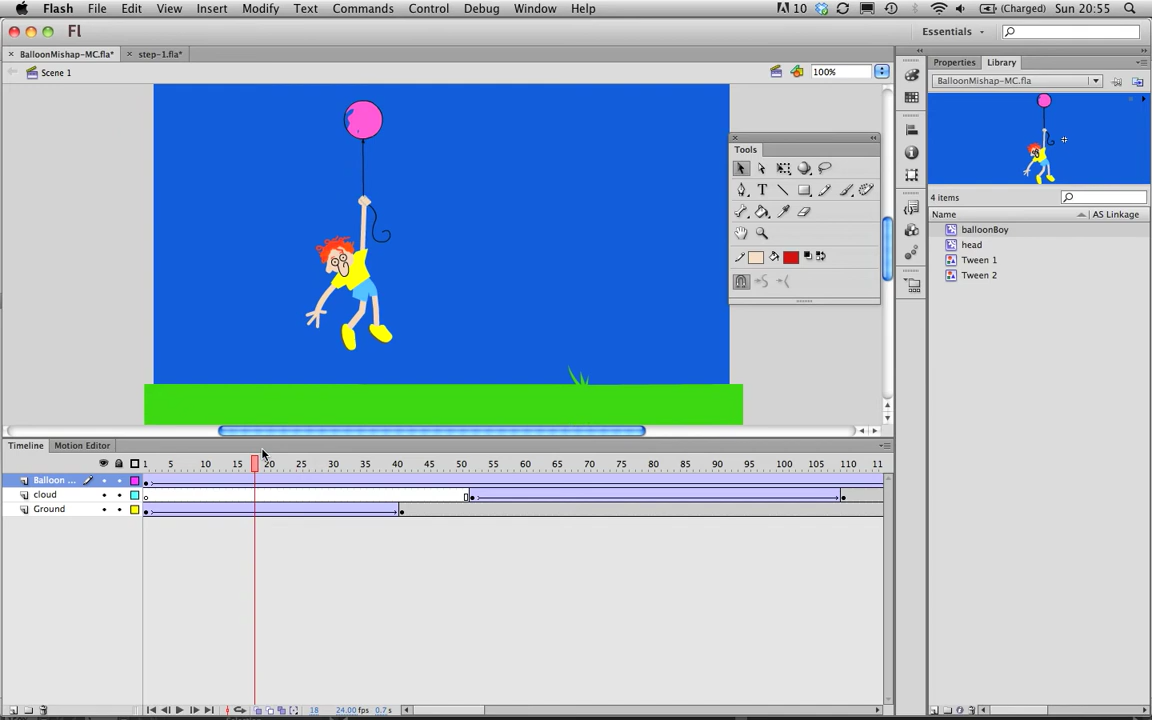 Flash File Edit View Insert Modify Text Commands Control Debug Window Help 10 (Charged) Sun 20:55
Fl Essentials
BalloonMishap-MC.fla* step-1.fla*
Scene 1 100%
Properties Library
BalloonMishap-MC.fla
Tools
T
4 items
Name AS Linkage
balloonBoy
head
Tween 1
Tween 2
Timeline Motion Editor
1 5 10 15 20 25 30 35 40 45 50 55 60 65 70 75 80 85 90 95 100 105 110 11
Balloon ...
cloud
Ground
18 24.00 fps 0.7 s